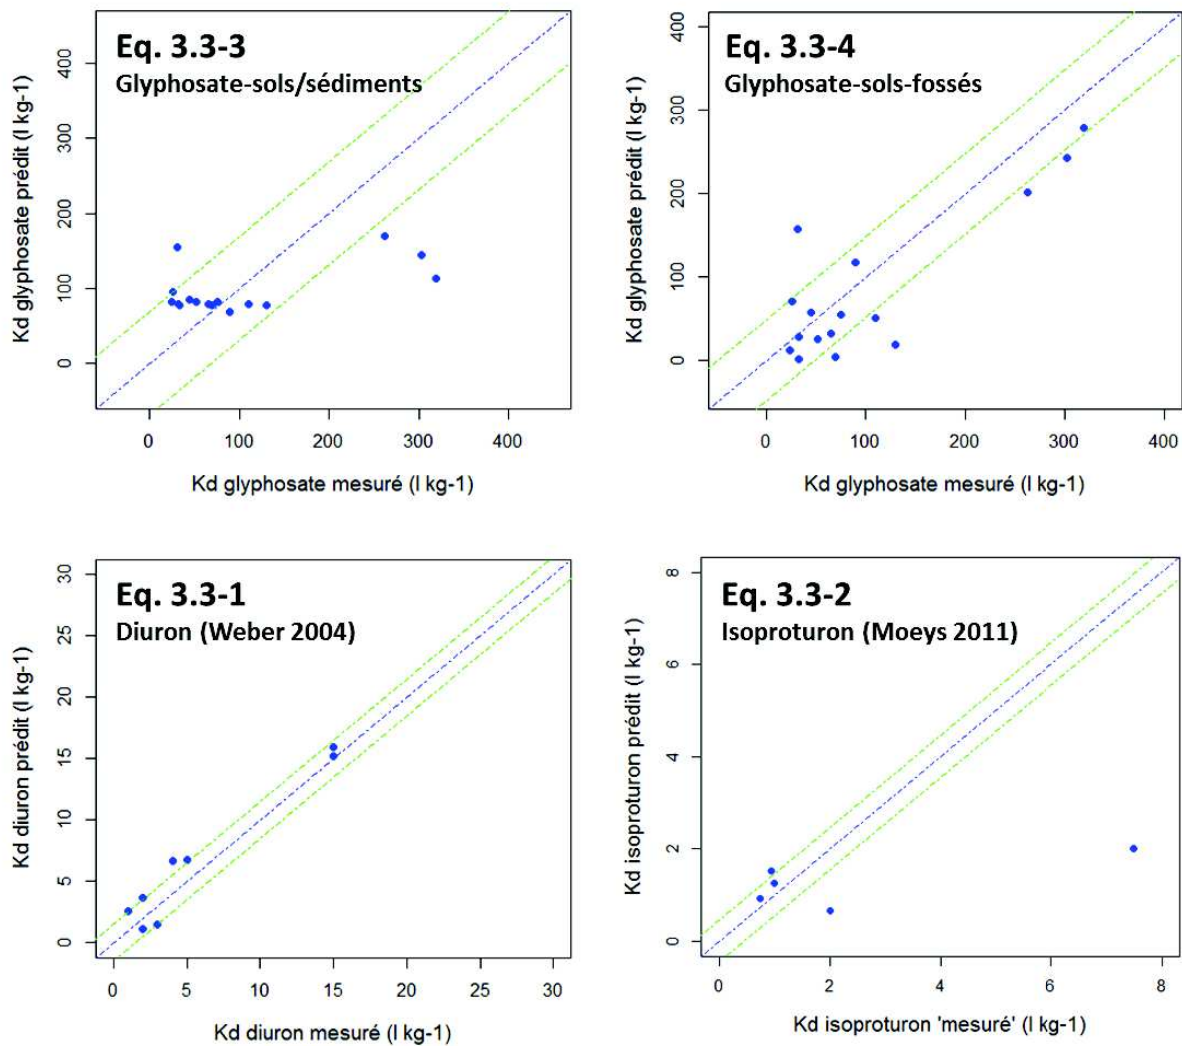 Eq. 3.3-3
Glyphosate-sols/sédiments
Kd glyphosate prédit (l kg-1)
400
300
200
100
0
0 100 200 300 400
Kd glyphosate mesuré (l kg-1)
Eq. 3.3-4
Glyphosate-sols-fossés
Kd glyphosate prédit (l kg-1)
400
300
200
100
0
0 100 200 300 400
Kd glyphosate mesuré (l kg-1)
Eq. 3.3-1
Diuron (Weber 2004)
Kd diuron prédit (l kg-1)
30
25
20
15
10
5
0
0 5 10 15 20 25 30
Kd diuron mesuré (l kg-1)
Eq. 3.3-2
Isoproturon (Moeys 2011)
Kd isoproturon prédit (l kg-1)
8
6
4
2
0
0 2 4 6 8
Kd isoproturon 'mesuré' (l kg-1)